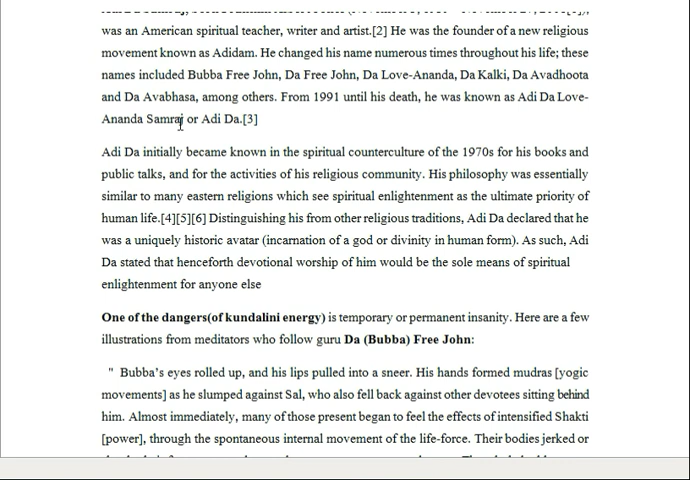 was an American spiritual teacher, writer and artist.[2] He was the founder of a new religious
movement known as Adidam. He changed his name numerous times throughout his life; these
names included Bubba Free John, Da Free John, Da Love-Ananda, Da Kalki, Da Avadhoota
and Da Avabhasa, among others. From 1991 until his death, he was known as Adi Da Love-
Ananda Samraj or Adi Da.[3]
Adi Da initially became known in the spiritual counterculture of the 1970s for his books and
public talks, and for the activities of his religious community. His philosophy was essentially
similar to many eastern religions which see spiritual enlightenment as the ultimate priority of
human life.[4][5][6] Distinguishing his from other religious traditions, Adi Da declared that he
was a uniquely historic avatar (incarnation of a god or divinity in human form). As such, Adi
Da stated that henceforth devotional worship of him would be the sole means of spiritual
enlightenment for anyone else
One of the dangers(of kundalini energy) is temporary or permanent insanity. Here are a few
illustrations from meditators who follow guru Da (Bubba) Free John:
" Bubba's eyes rolled up, and his lips pulled into a sneer. His hands formed mudras [yogic
movements] as he slumped against Sal, who also fell back against other devotees sitting behind
him. Almost immediately, many of those present began to feel the effects of intensified Shakti
[power], through the spontaneous internal movement of the life-force. Their bodies jerked or